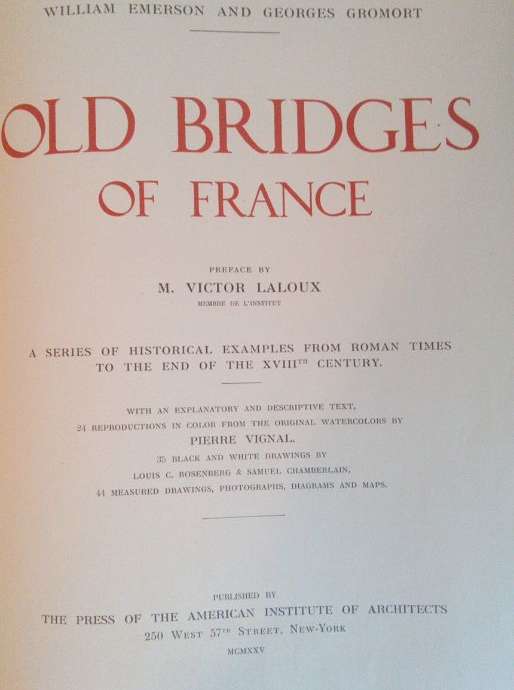 WILLIAM EMERSON AND GEORGES GROMORT
OLD BRIDGES
OF FRANCE
PREFACE BY
M. VICTOR LALOUX
MEMBRE DE L'INSTITUT
A SERIES OF HISTORICAL EXAMPLES FROM ROMAN TIMES
TO THE END OF THE XVIIITH CENTURY.
WITH AN EXPLANATORY AND DESCRIPTIVE TEXT,
24 REPRODUCTIONS IN COLOR FROM THE ORIGINAL WATERCOLORS BY
PIERRE VIGNAL.
35 BLACK AND WHITE DRAWINGS BY
LOUIS C. ROSENBERG & SAMUEL CHAMBERLAIN,
44 MEASURED DRAWINGS, PHOTOGRAPHS, DIAGRAMS AND MAPS.
PUBLISHED BY
THE PRESS OF THE AMERICAN INSTITUTE OF ARCHITECTS
250 WEST 57TH STREET, NEW-YORK
MCMXXV